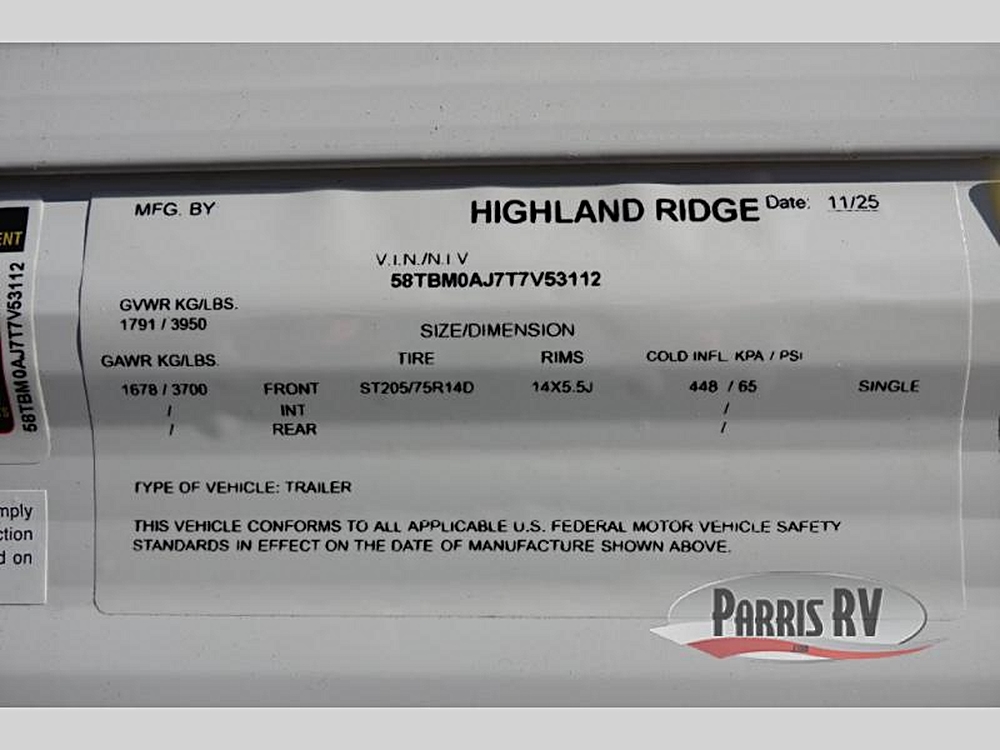 MFG. BY HIGHLAND RIDGE Date: 11/25
V.I.N./N.I V
58TBM0AJ7T7V53112
GVWR KG/LBS.
1791 / 3950
SIZE/DIMENSION
GAWR KG/LBS. TIRE RIMS COLD INFL. KPA / PSI
1678 / 3700 FRONT ST205/75R14D 14X5.5J 448 / 65 SINGLE
/ INT /
/ REAR /
TYPE OF VEHICLE: TRAILER
THIS VEHICLE CONFORMS TO ALL APPLICABLE U.S. FEDERAL MOTOR VEHICLE SAFETY
STANDARDS IN EFFECT ON THE DATE OF MANUFACTURE SHOWN ABOVE.
ENT
58TBM0AJ7T7V53112
mply
ction
d on
PARRIS RV
.COM